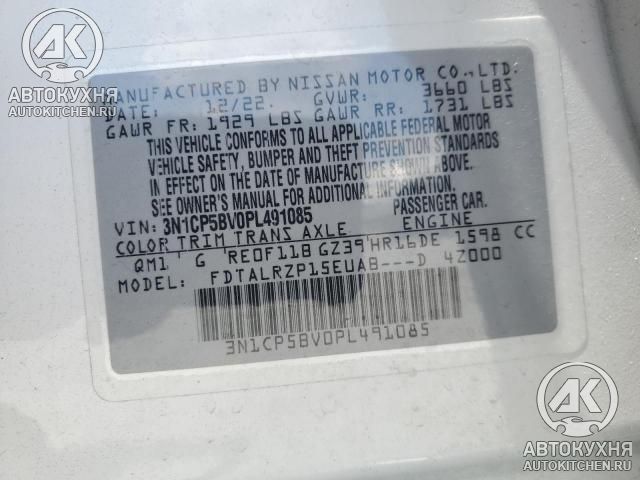 MANUFACTURED BY NISSAN MOTOR CO., LTD.
DATE: 12/22. GVWR: 3660 LBS
GAWR FR: 1929 LBS GAWR RR: 1731 LBS
THIS VEHICLE CONFORMS TO ALL APPLICABLE FEDERAL MOTOR
VEHICLE SAFETY, BUMPER AND THEFT PREVENTION STANDARDS
IN EFFECT ON THE DATE OF MANUFACTURE SHOWN ABOVE.
SEE OWNER'S MANUAL FOR ADDITIONAL INFORMATION.
VIN: 3N1CP5BV0PL491085 PASSENGER CAR.
COLOR TRIM TRANS AXLE ENGINE
QM1 G RE0F11B GZ39 HR16DE 1598 CC
MODEL FDTALRZP15EUAB---D 4Z000
3N1CP5BV0PL491085
АК
АВТОКУХНЯ
AUTOKITCHEN.RU
АК
АВТОКУХНЯ
AUTOKITCHEN.RU